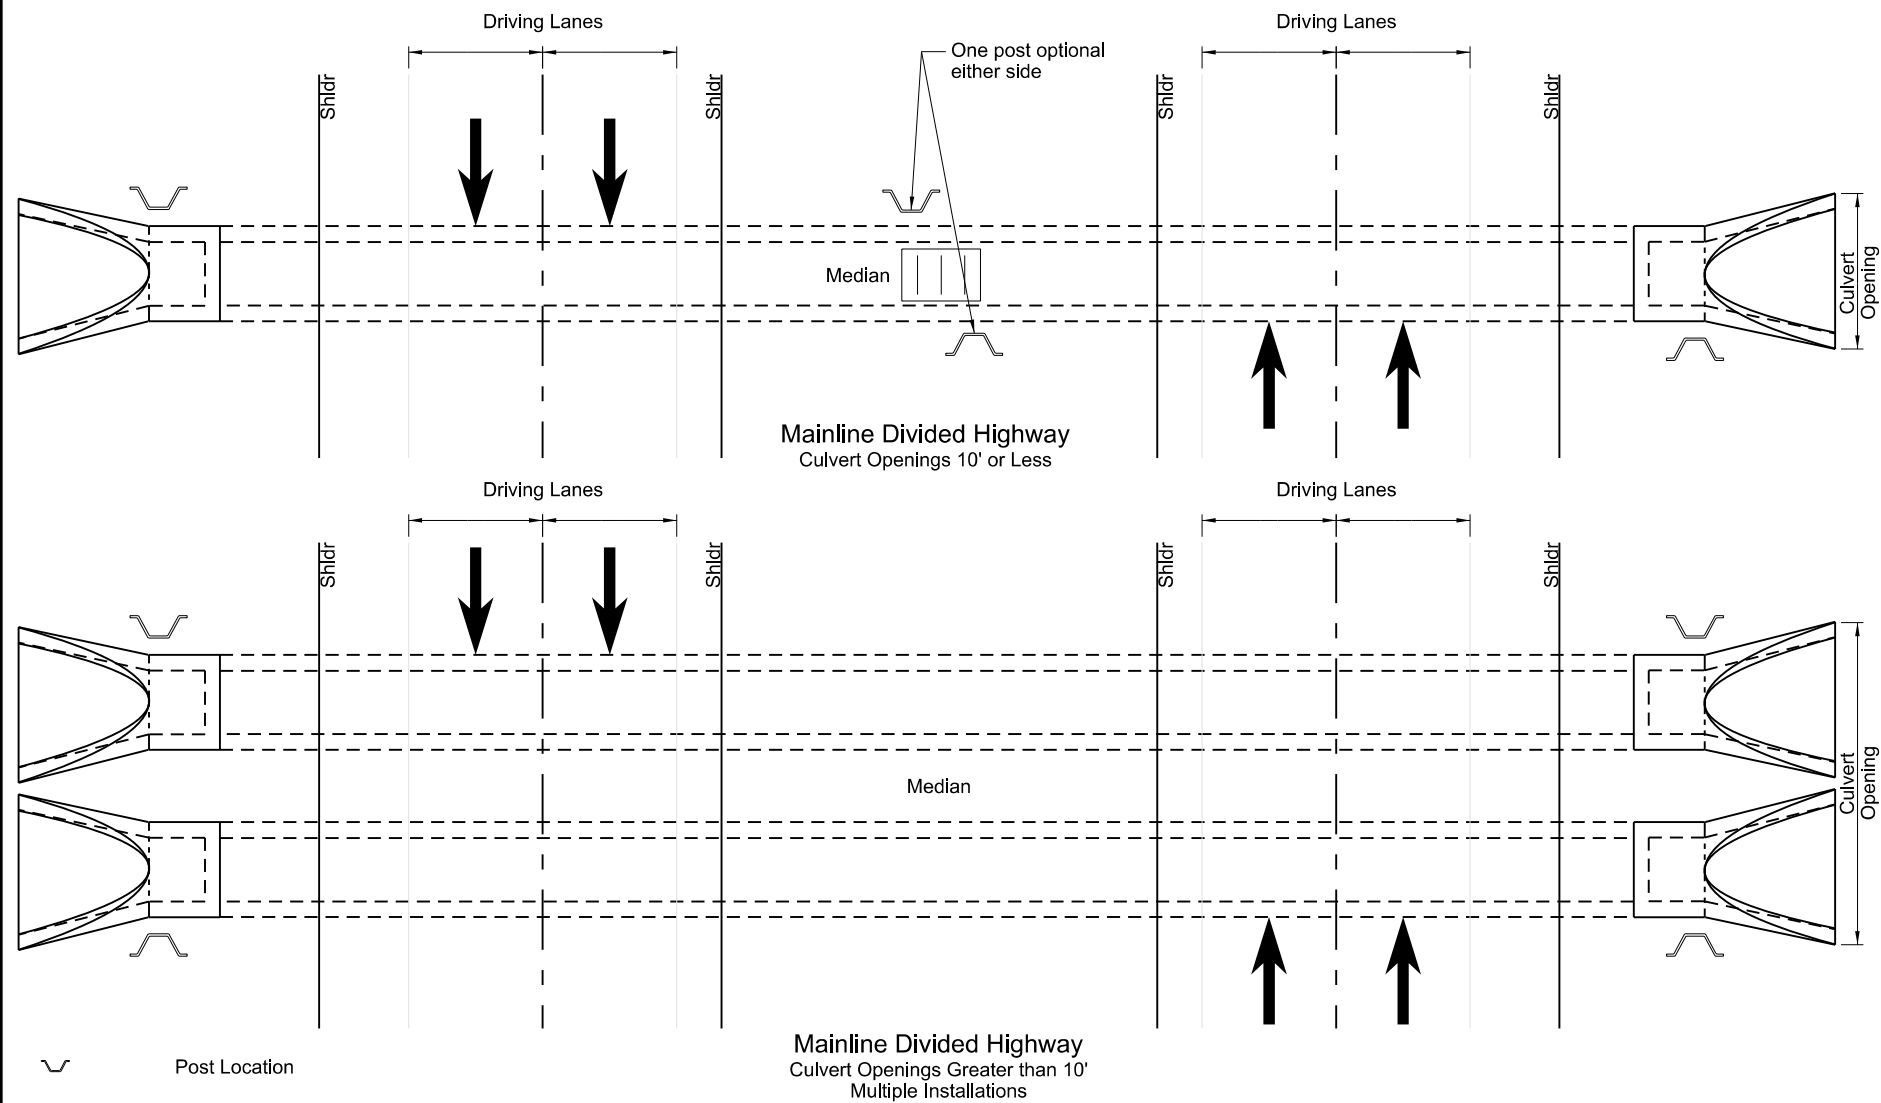 Driving Lanes
Driving Lanes
One post optional
either side
Shldr
Shldr
Shldr
Shldr
Median
Culvert
Opening
Mainline Divided Highway
Culvert Openings 10' or Less
Driving Lanes
Driving Lanes
Shldr
Shldr
Shldr
Shldr
Median
Culvert
Opening
Mainline Divided Highway
Culvert Openings Greater than 10'
Multiple Installations
Post Location